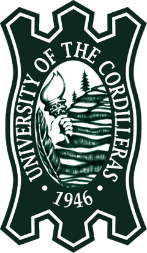 UNIVERSITY OF THE CORDILLERAS
• 1946 •